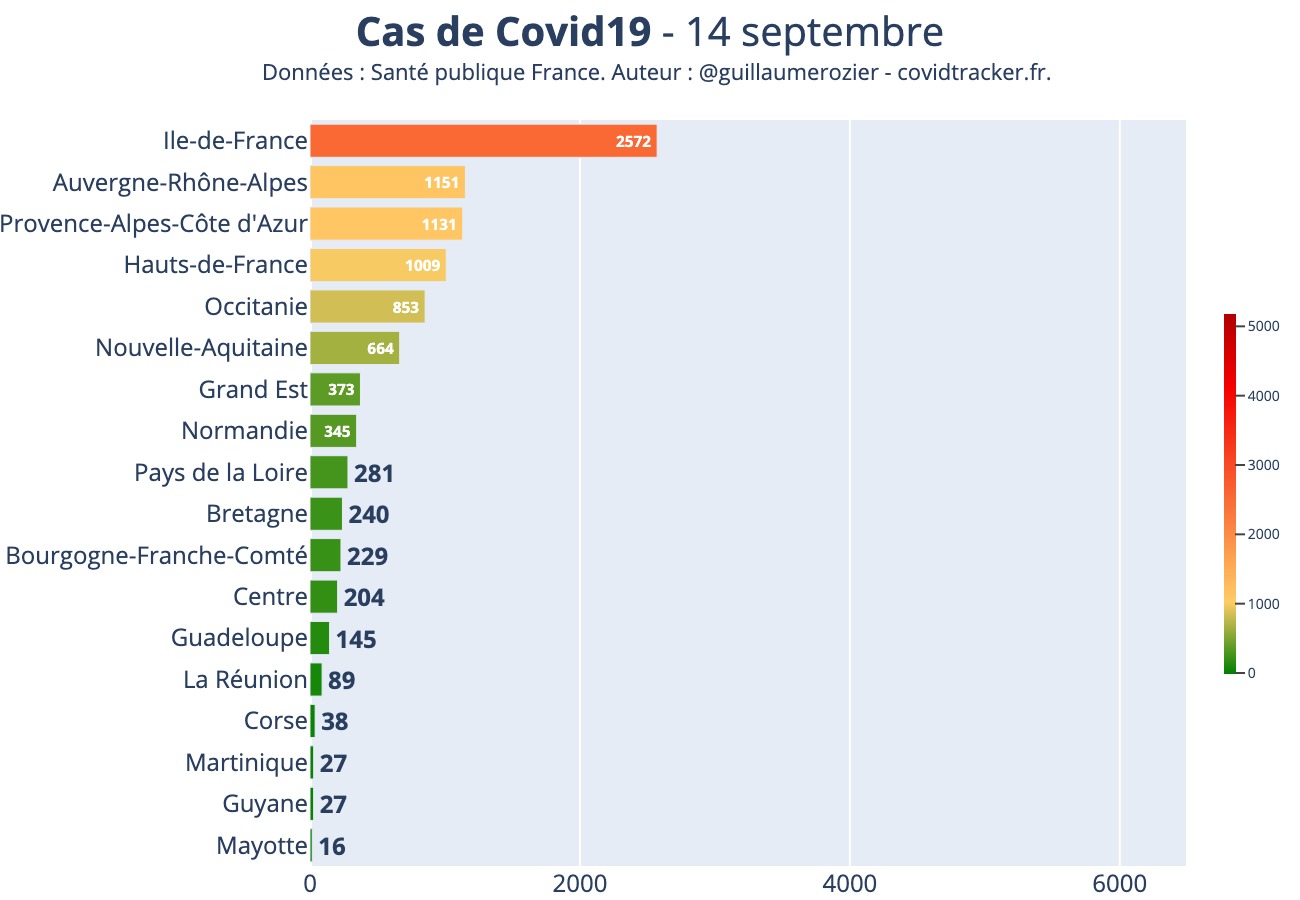 Cas de Covid19 - 14 septembre
Données : Santé publique France. Auteur : @guillaumerozier - covidtracker.fr.
Ile-de-France 2572
Auvergne-Rhône-Alpes 1151
Provence-Alpes-Côte d'Azur 1131
Hauts-de-France 1009
Occitanie 853
Nouvelle-Aquitaine 664
Grand Est 373
Normandie 345
Pays de la Loire 281
Bretagne 240
Bourgogne-Franche-Comté 229
Centre 204
Guadeloupe 145
La Réunion 89
Corse 38
Martinique 27
Guyane 27
Mayotte 16
0 2000 4000 6000
5000
4000
3000
2000
1000
0